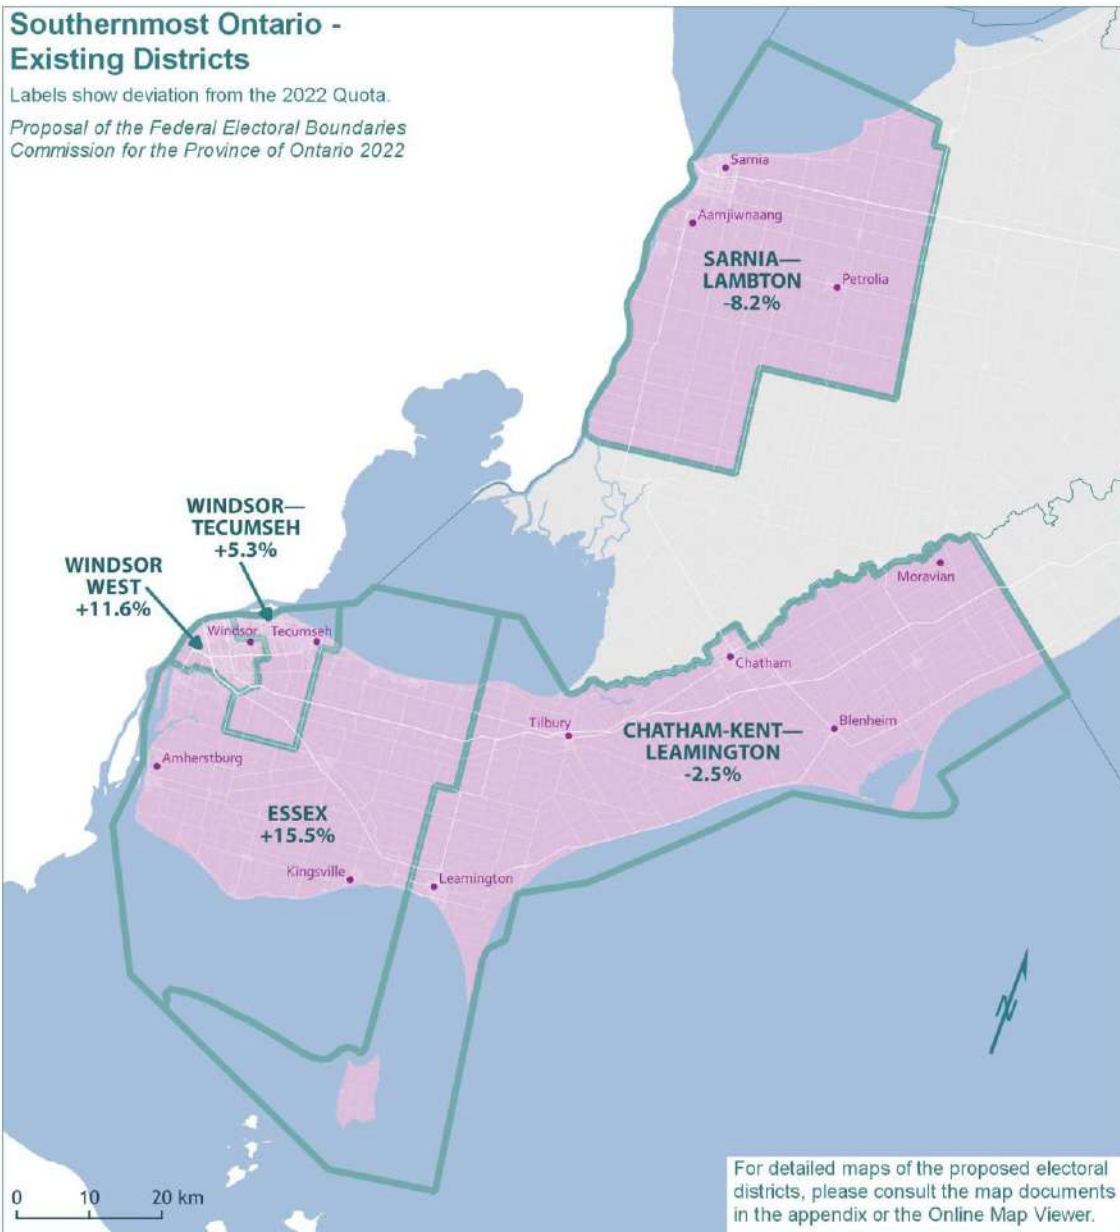 Southernmost Ontario -
Existing Districts
Labels show deviation from the 2022 Quota.
Proposal of the Federal Electoral Boundaries
Commission for the Province of Ontario 2022
Sarnia
Aamjiwnaang
SARNIA—
LAMBTON
-8.2%
Petrolia
WINDSOR—
TECUMSEH
+5.3%
WINDSOR
WEST
+11.6%
Windsor
Tecumseh
Moravian
Chatham
Tilbury
Blenheim
CHATHAM-KENT—
LEAMINGTON
-2.5%
Amherstburg
ESSEX
+15.5%
Kingsville
Leamington
N
0 10 20 km
For detailed maps of the proposed electoral
districts, please consult the map documents
in the appendix or the Online Map Viewer.